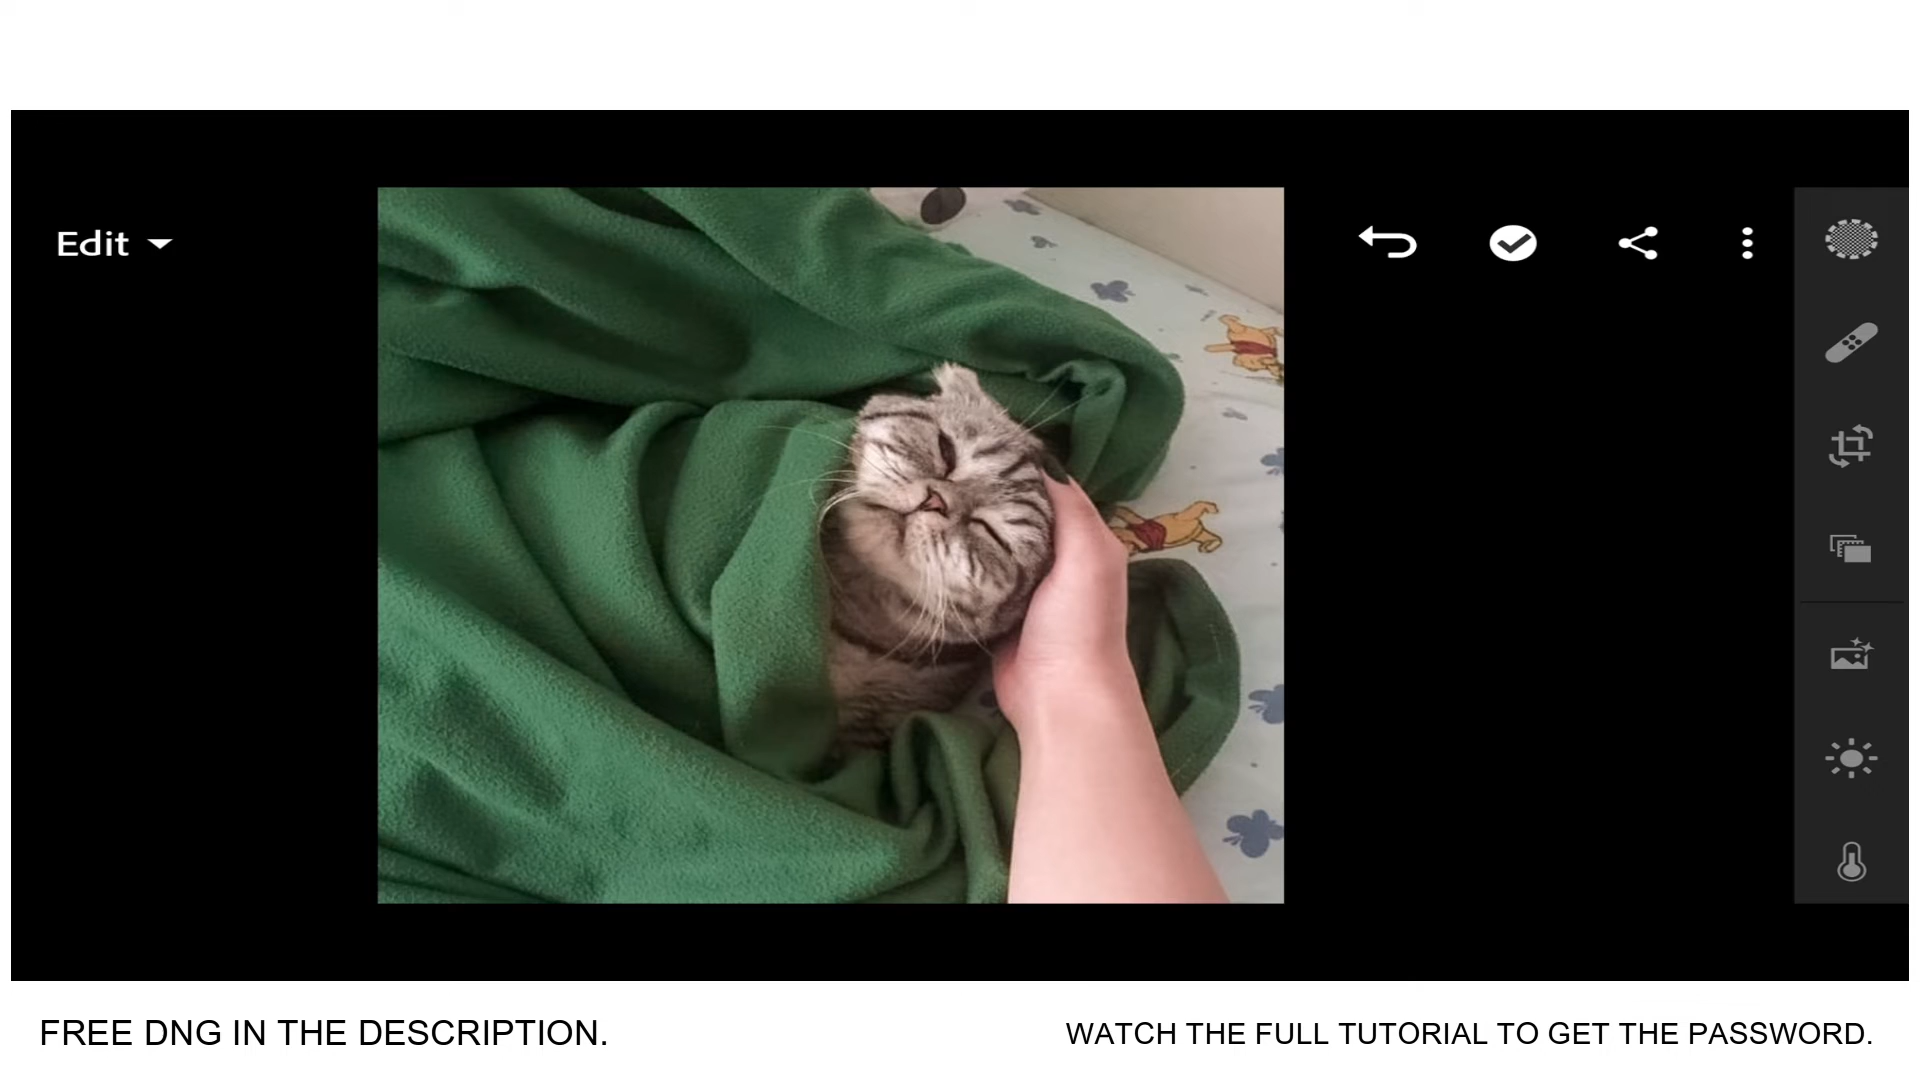 Edit
FREE DNG IN THE DESCRIPTION.
WATCH THE FULL TUTORIAL TO GET THE PASSWORD.